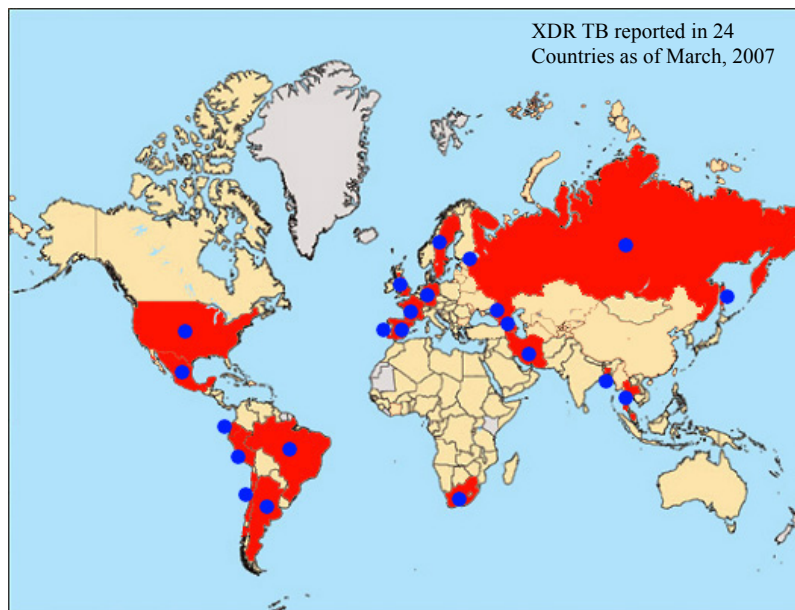 XDR TB reported in 24
Countries as of March, 2007